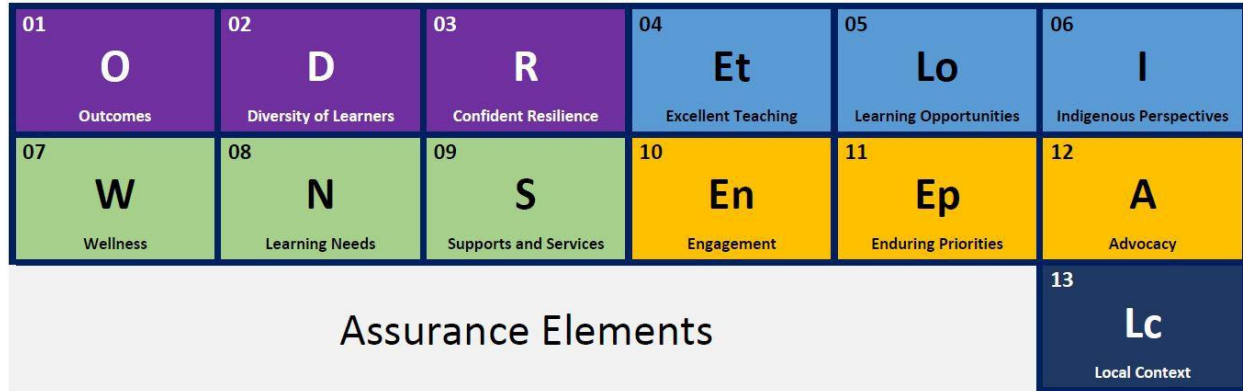 01 02 03 04 05 06
O D R Et Lo I
Outcomes Diversity of Learners Confident Resilience Excellent Teaching Learning Opportunities Indigenous Perspectives
07 08 09 10 11 12
W N S En Ep A
Wellness Learning Needs Supports and Services Engagement Enduring Priorities Advocacy
13
Assurance Elements Lc
Local Context